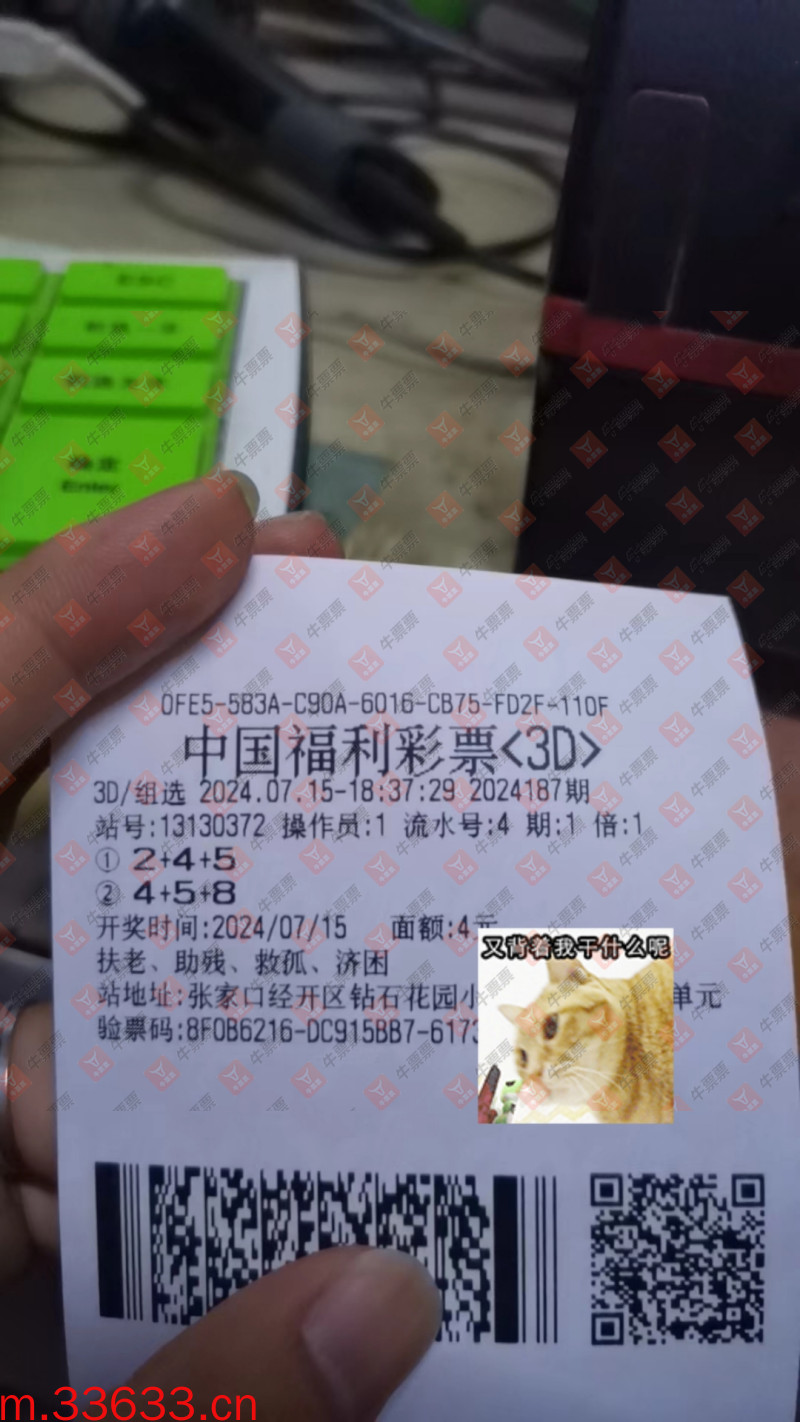 Enter
0FE5-5B3A-C90A-6016-CB75-FD2F-110F
中国福利彩票<3D>
3D/组选 2024.07.15-18:37:29 2024187期
站号:13130372 操作员:1 流水号:4 期:1 倍:1
① 2+4+5
② 4+5+8
开奖时间:2024/07/15 面额:4元
扶老、助残、救孤、济困
站地址:张家口经开区钻石花园小 单元
验票码:8F0B6216-DC915BB7-6173
又背着我干什么呢
牛票票
m.33633.cn